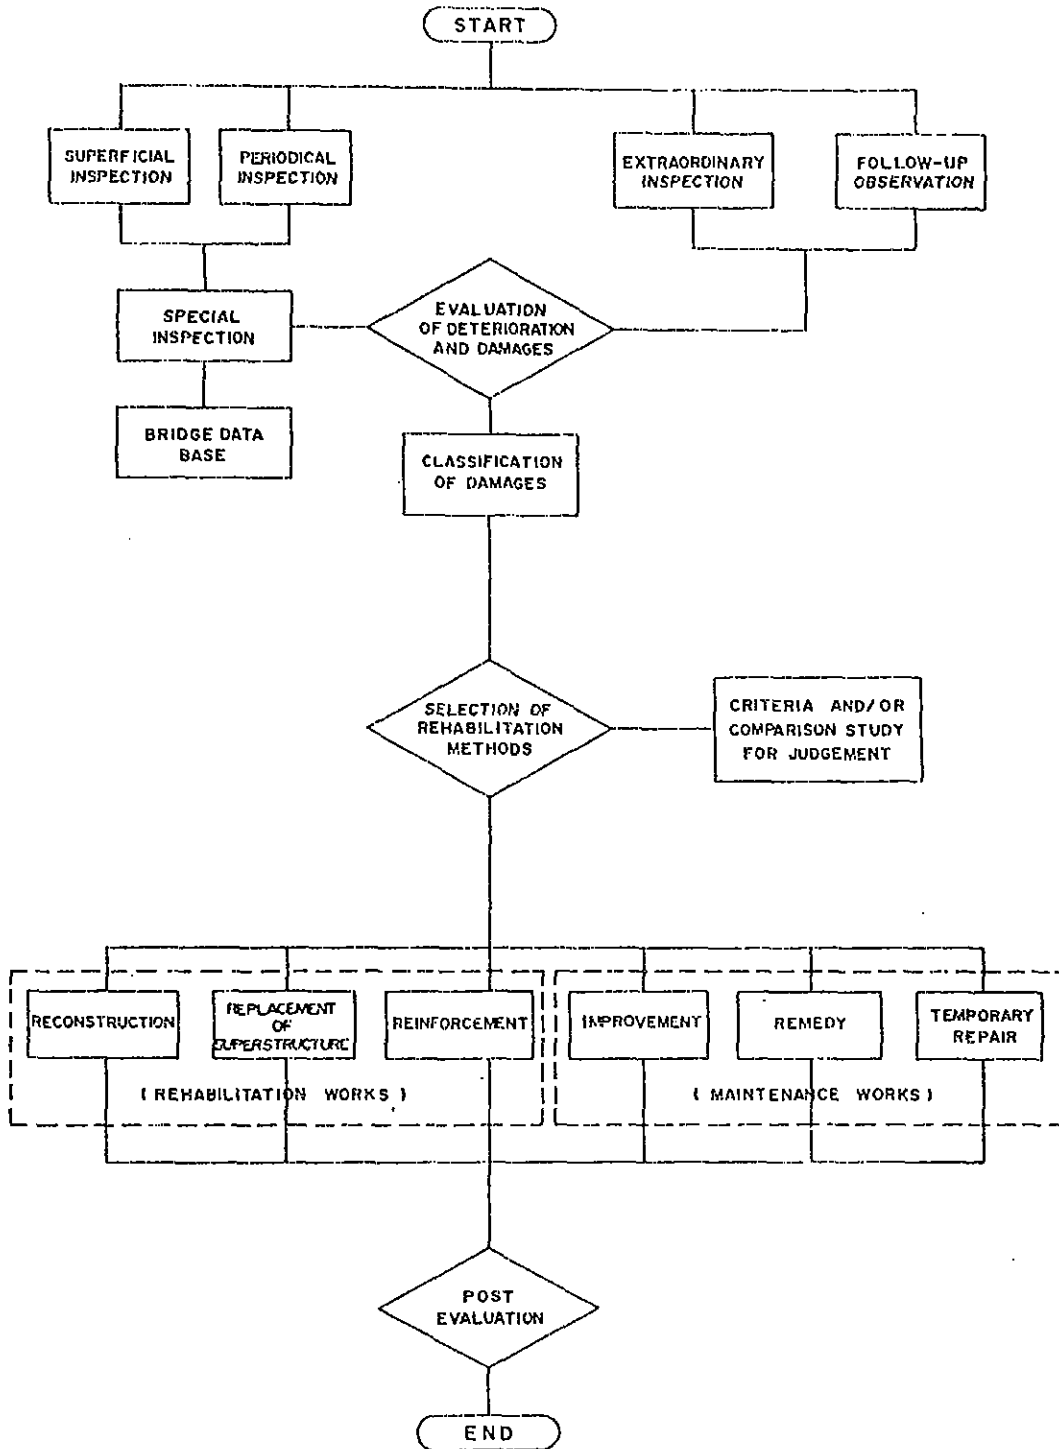 START
SUPERFICIAL
INSPECTION
PERIODICAL
INSPECTION
EXTRAORDINARY
INSPECTION
FOLLOW-UP
OBSERVATION
SPECIAL
INSPECTION
EVALUATION
OF DETERIORATION
AND DAMAGES
BRIDGE DATA
BASE
CLASSIFICATION
OF DAMAGES
SELECTION OF
REHABILITATION
METHODS
CRITERIA AND/OR
COMPARISON STUDY
FOR JUDGEMENT
RECONSTRUCTION
REPLACEMENT
OF
SUPERSTRUCTURE
REINFORCEMENT
IMPROVEMENT
REMEDY
TEMPORARY
REPAIR
( REHABILITATION WORKS )
( MAINTENANCE WORKS )
POST
EVALUATION
END